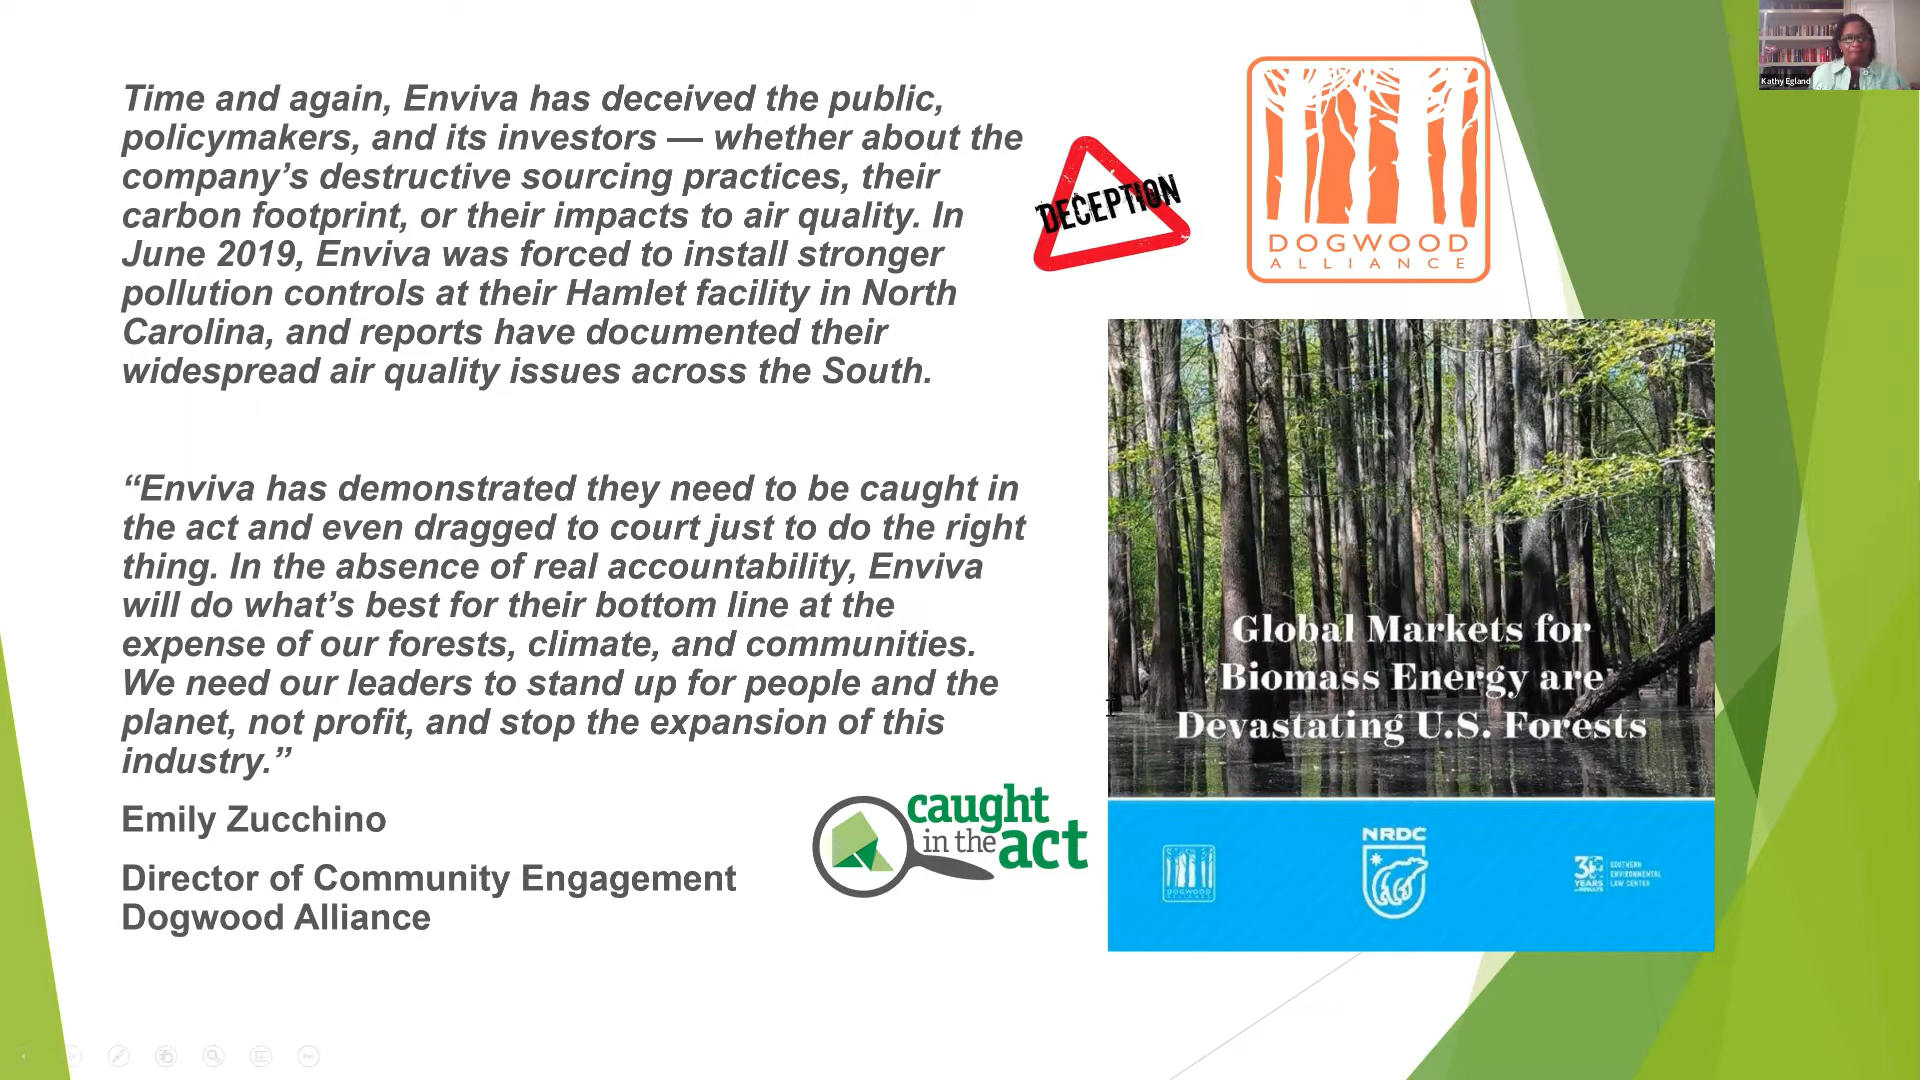 Time and again, Enviva has deceived the public,
policymakers, and its investors — whether about the
company’s destructive sourcing practices, their
carbon footprint, or their impacts to air quality. In
June 2019, Enviva was forced to install stronger
pollution controls at their Hamlet facility in North
Carolina, and reports have documented their
widespread air quality issues across the South.
“Enviva has demonstrated they need to be caught in
the act and even dragged to court just to do the right
thing. In the absence of real accountability, Enviva
will do what’s best for their bottom line at the
expense of our forests, climate, and communities.
We need our leaders to stand up for people and the
planet, not profit, and stop the expansion of this
industry.”
Emily Zucchino
Director of Community Engagement
Dogwood Alliance
caught
in the act
DECEPTION
DOGWOOD
ALLIANCE
Global Markets for
Biomass Energy are
Devastating U.S. Forests
DOGWOOD
ALLIANCE
NRDC
YEARS
SOUTHERN
ENVIRONMENTAL
LAW CENTER
Kathy Egland